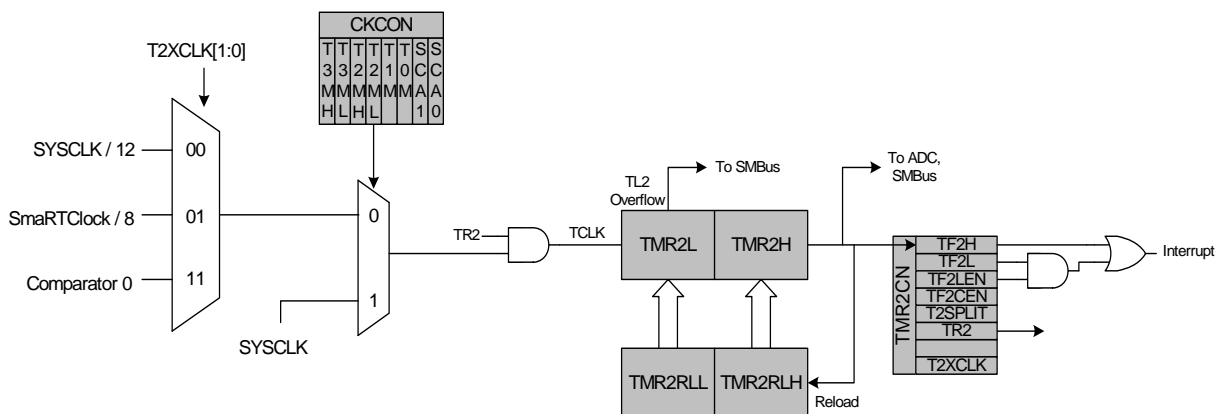 CKCON
T3MH
T3ML
T2MH
T2ML
T1M
T0M
SCA1
SCA0
T2XCLK[1:0]
SYSCLK / 12
00
SmaRTClock / 8
01
Comparator 0
11
0
1
SYSCLK
TR2
TCLK
TL2
Overflow
To SMBus
To ADC,
SMBus
TMR2L
TMR2H
TMR2RLL
TMR2RLH
Reload
TMR2CN
TF2H
TF2L
TF2LEN
TF2CEN
T2SPLIT
TR2
T2XCLK
Interrupt